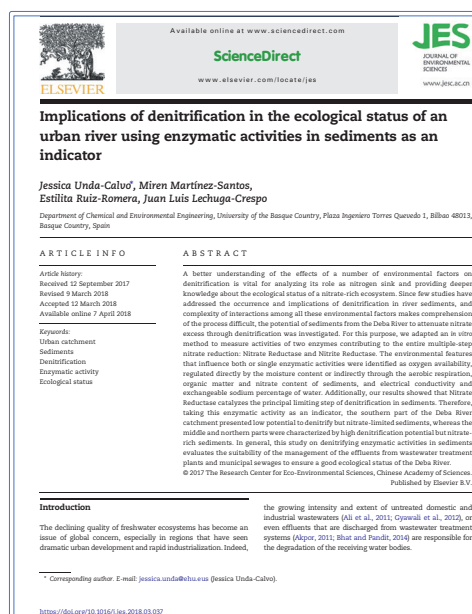 Available online at www.sciencedirect.com
ScienceDirect
www.elsevier.com/locate/jes
ELSEVIER
JES
JOURNAL OF
ENVIRONMENTAL
SCIENCES
www.jesc.ac.cn
Implications of denitrification in the ecological status of an
urban river using enzymatic activities in sediments as an
indicator
Jessica Unda-Calvo*, Miren Martínez-Santos,
Estilita Ruiz-Romera, Juan Luis Lechuga-Crespo
Department of Chemical and Environmental Engineering, University of the Basque Country, Plaza Ingeniero Torres Quevedo 1, Bilbao 48013,
Basque Country, Spain
ARTICLE INFO
Article history:
Received 12 September 2017
Revised 9 March 2018
Accepted 12 March 2018
Available online 7 April 2018
Keywords:
Urban catchment
Sediments
Denitrification
Enzymatic activity
Ecological status
ABSTRACT
A better understanding of the effects of a number of environmental factors on
denitrification is vital for analyzing its role as nitrogen sink and providing deeper
knowledge about the ecological status of a nitrate-rich ecosystem. Since few studies have
addressed the occurrence and implications of denitrification in river sediments, and
complexity of interactions among all these environmental factors makes comprehension
of the process difficult, the potential of sediments from the Deba River to attenuate nitrate
excess through denitrification was investigated. For this purpose, we adapted an in vitro
method to measure activities of two enzymes contributing to the entire multiple-step
nitrate reduction: Nitrate Reductase and Nitrite Reductase. The environmental features
that influence both or single enzymatic activities were identified as oxygen availability,
regulated directly by the moisture content or indirectly through the aerobic respiration,
organic matter and nitrate content of sediments, and electrical conductivity and
exchangeable sodium percentage of water. Additionally, our results showed that Nitrate
Reductase catalyzes the principal limiting step of denitrification in sediments. Therefore,
taking this enzymatic activity as an indicator, the southern part of the Deba River
catchment presented low potential to denitrify but nitrate-limited sediments, whereas the
middle and northern parts were characterized by high denitrification potential but nitrate-
rich sediments. In general, this study on denitrifying enzymatic activities in sediments
evaluates the suitability of the management of the effluents from wastewater treatment
plants and municipal sewages to ensure a good ecological status of the Deba River.
© 2017 The Research Center for Eco-Environmental Sciences, Chinese Academy of Sciences.
Published by Elsevier B.V.
Introduction
The declining quality of freshwater ecosystems has become an
issue of global concern, especially in regions that have seen
dramatic urban development and rapid industrialization. Indeed,
the growing intensity and extent of untreated domestic and
industrial wastewaters (Ali et al., 2011; Gyawali et al., 2012), or
even effluents that are discharged from wastewater treatment
systems (Akpor, 2011; Bhat and Pandit, 2014) are responsible for
the degradation of the receiving water bodies.
* Corresponding author. E-mail: jessica.unda@ehu.eus (Jessica Unda-Calvo).
https://doi.org/10.1016/j.jes.2018.03.037